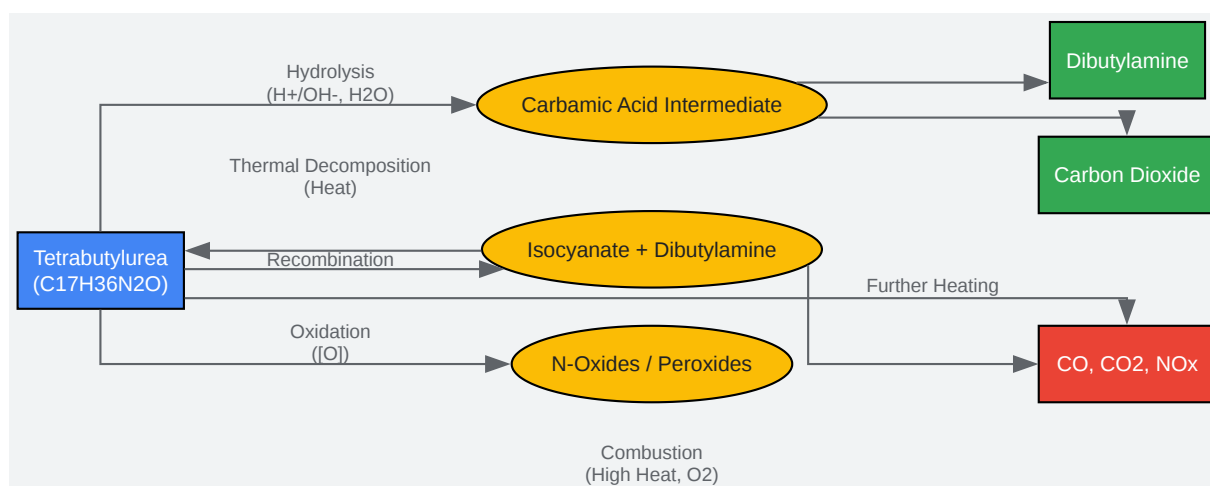 Dibutylamine
Hydrolysis
(H+/OH-, H2O)
Carbamic Acid Intermediate
Thermal Decomposition
(Heat)
Carbon Dioxide
Tetrabutylurea
(C17H36N2O)
Recombination
Isocyanate + Dibutylamine
Further Heating
Oxidation
([O])
N-Oxides / Peroxides
CO, CO2, NOx
Combustion
(High Heat, O2)